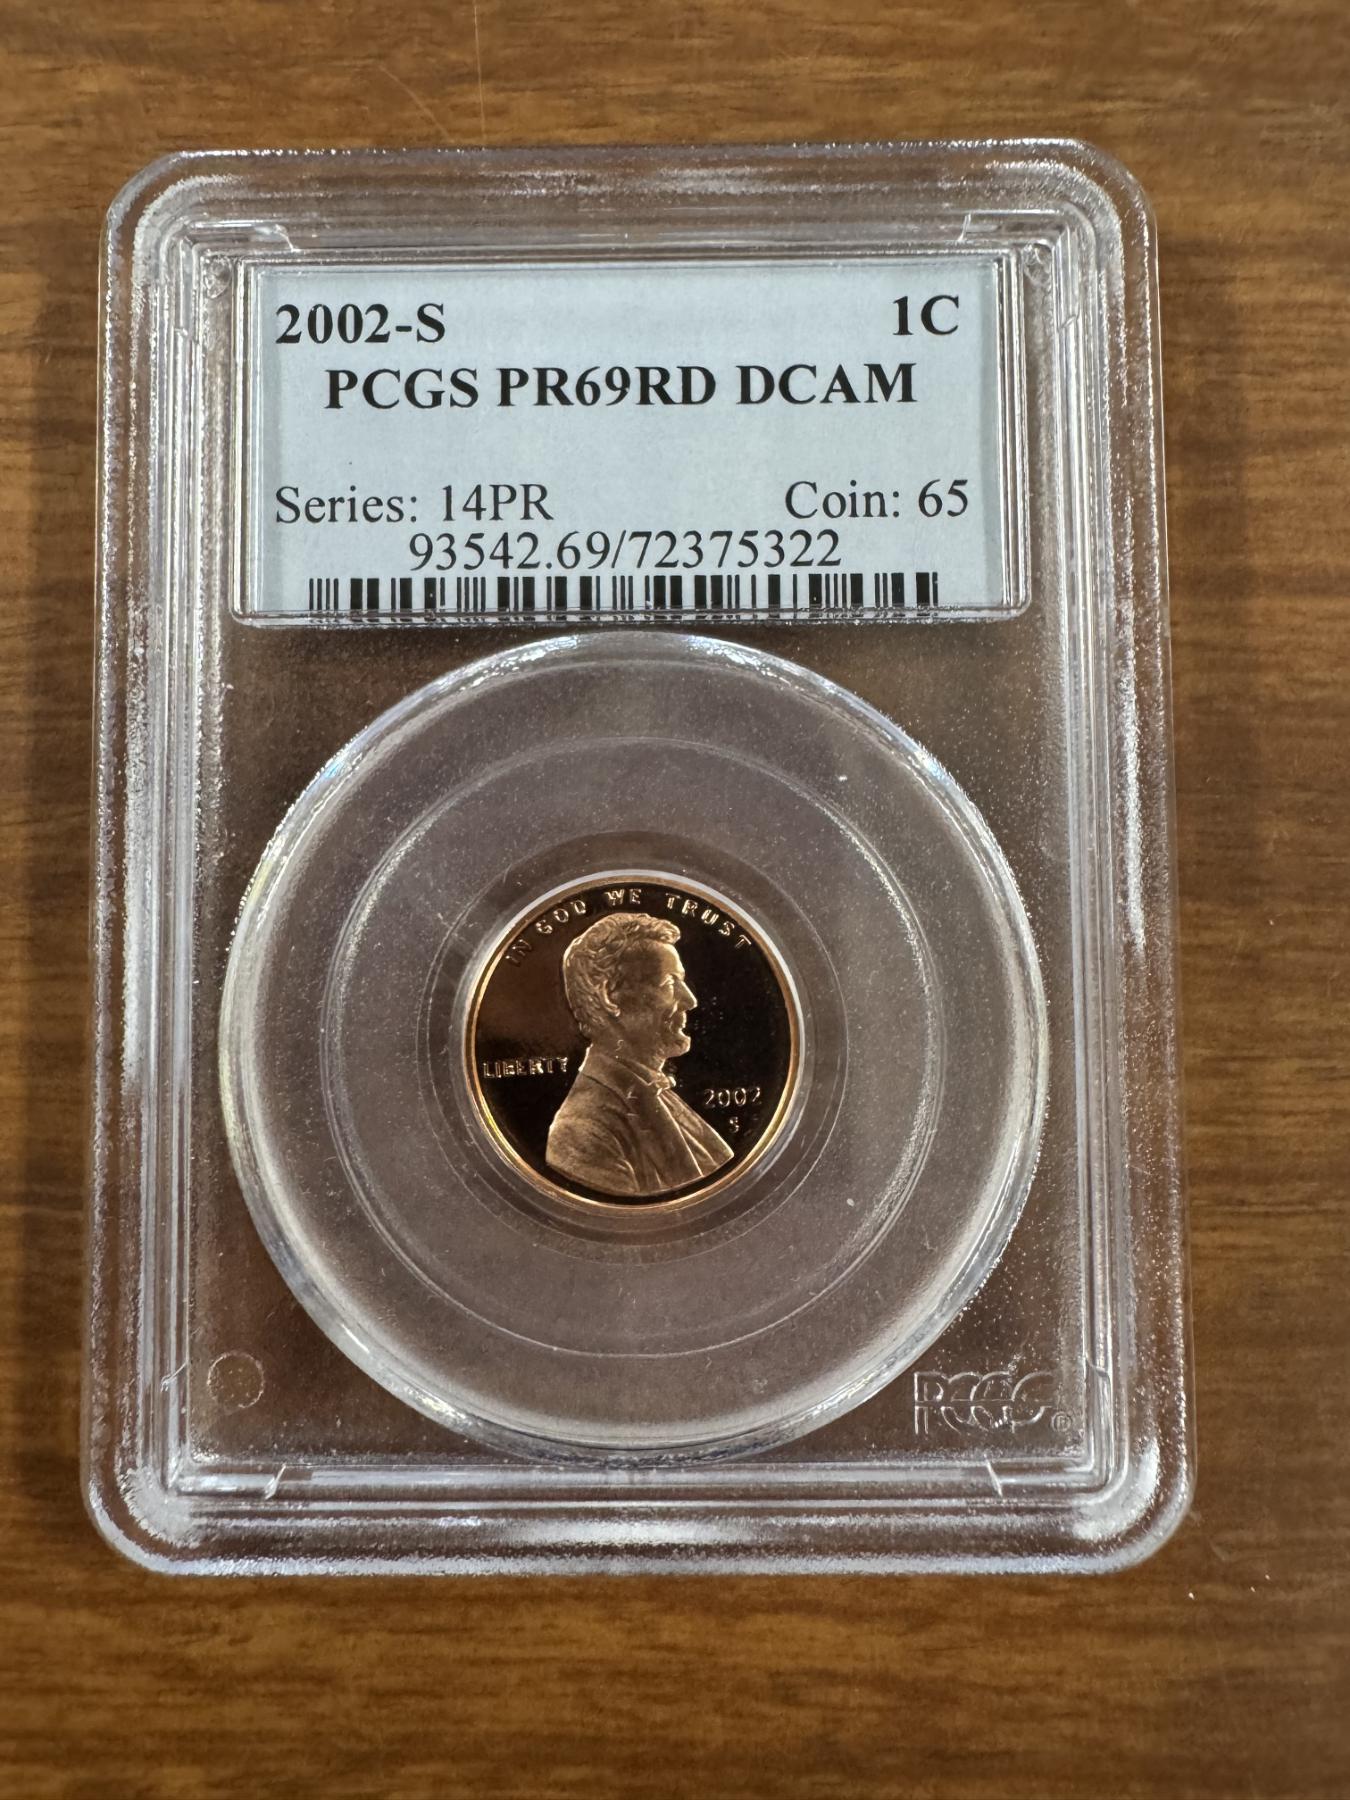 2002-S 1C
PCGS PR69RD DCAM
Series: 14PR Coin: 65
93542.69/72375322
IN GOD WE TRUST
LIBERTY
2002
S
PCGS®